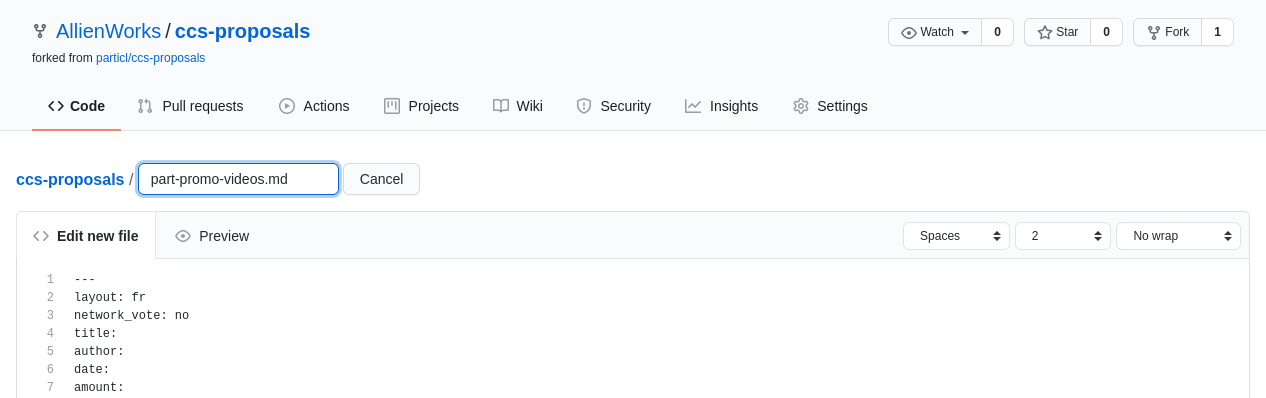 AllienWorks / ccs-proposals
Watch 0 Star 0 Fork 1
forked from particl/ccs-proposals
Code Pull requests Actions Projects Wiki Security Insights Settings
ccs-proposals / part-promo-videos.md Cancel
Edit new file Preview Spaces 2 No wrap
1 ---
2 layout: fr
3 network_vote: no
4 title:
5 author:
6 date:
7 amount: